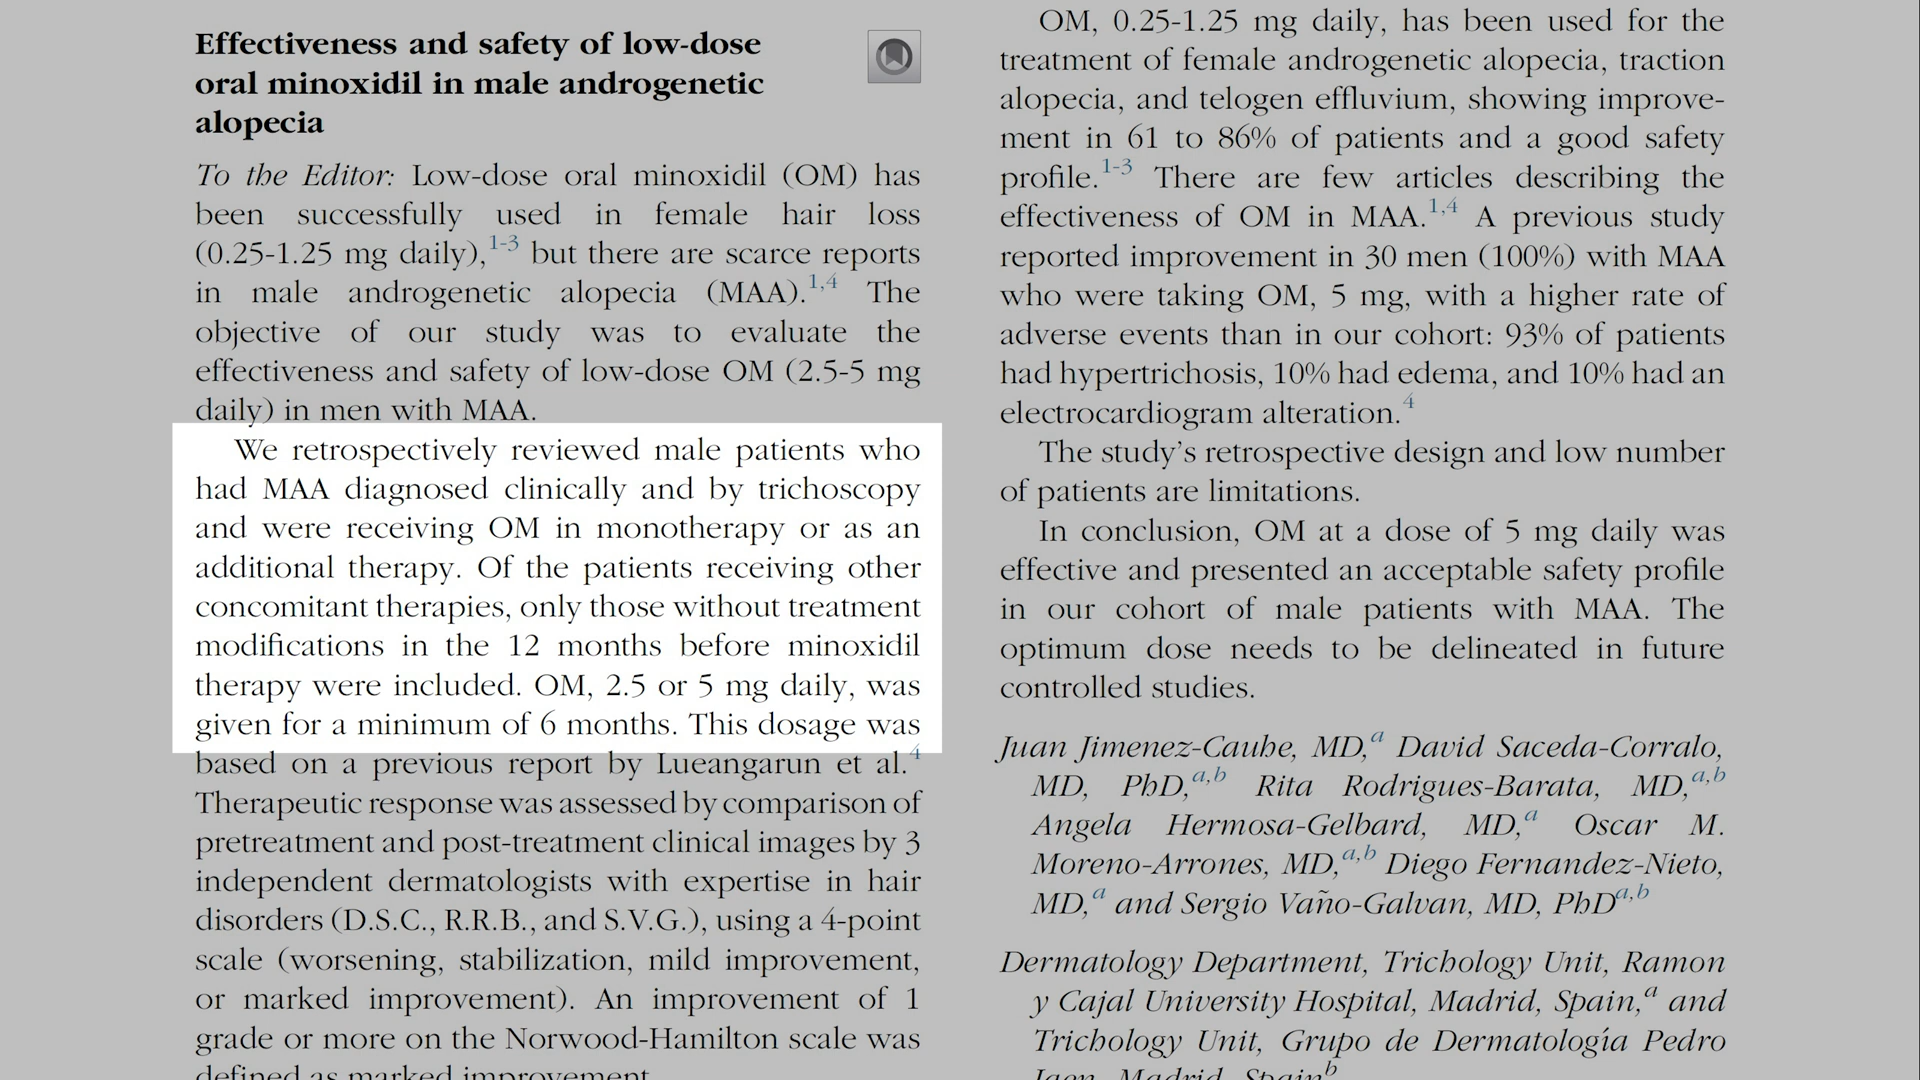 Effectiveness and safety of low-dose
oral minoxidil in male androgenetic
alopecia
To the Editor: Low-dose oral minoxidil (OM) has
been successfully used in female hair loss
(0.25-1.25 mg daily),1-3 but there are scarce reports
in male androgenetic alopecia (MAA).1,4 The
objective of our study was to evaluate the
effectiveness and safety of low-dose OM (2.5-5 mg
daily) in men with MAA.
We retrospectively reviewed male patients who
had MAA diagnosed clinically and by trichoscopy
and were receiving OM in monotherapy or as an
additional therapy. Of the patients receiving other
concomitant therapies, only those without treatment
modifications in the 12 months before minoxidil
therapy were included. OM, 2.5 or 5 mg daily, was
given for a minimum of 6 months. This dosage was
based on a previous report by Lueangarun et al.4
Therapeutic response was assessed by comparison of
pretreatment and post-treatment clinical images by 3
independent dermatologists with expertise in hair
disorders (D.S.C., R.R.B., and S.V.G.), using a 4-point
scale (worsening, stabilization, mild improvement,
or marked improvement). An improvement of 1
grade or more on the Norwood-Hamilton scale was
defined as marked improvement.
OM, 0.25-1.25 mg daily, has been used for the
treatment of female androgenetic alopecia, traction
alopecia, and telogen effluvium, showing improve-
ment in 61 to 86% of patients and a good safety
profile.1-3 There are few articles describing the
effectiveness of OM in MAA.1,4 A previous study
reported improvement in 30 men (100%) with MAA
who were taking OM, 5 mg, with a higher rate of
adverse events than in our cohort: 93% of patients
had hypertrichosis, 10% had edema, and 10% had an
electrocardiogram alteration.4
The study's retrospective design and low number
of patients are limitations.
In conclusion, OM at a dose of 5 mg daily was
effective and presented an acceptable safety profile
in our cohort of male patients with MAA. The
optimum dose needs to be delineated in future
controlled studies.
Juan Jimenez-Cauhe, MD,a David Saceda-Corralo,
MD, PhD,a,b Rita Rodrigues-Barata, MD,a,b
Angela Hermosa-Gelbard, MD,a Oscar M.
Moreno-Arrones, MD,a,b Diego Fernandez-Nieto,
MD,a and Sergio Vaño-Galvan, MD, PhDa,b
Dermatology Department, Trichology Unit, Ramon
y Cajal University Hospital, Madrid, Spain,a and
Trichology Unit, Grupo de Dermatología Pedro
Jaen, Madrid, Spainb